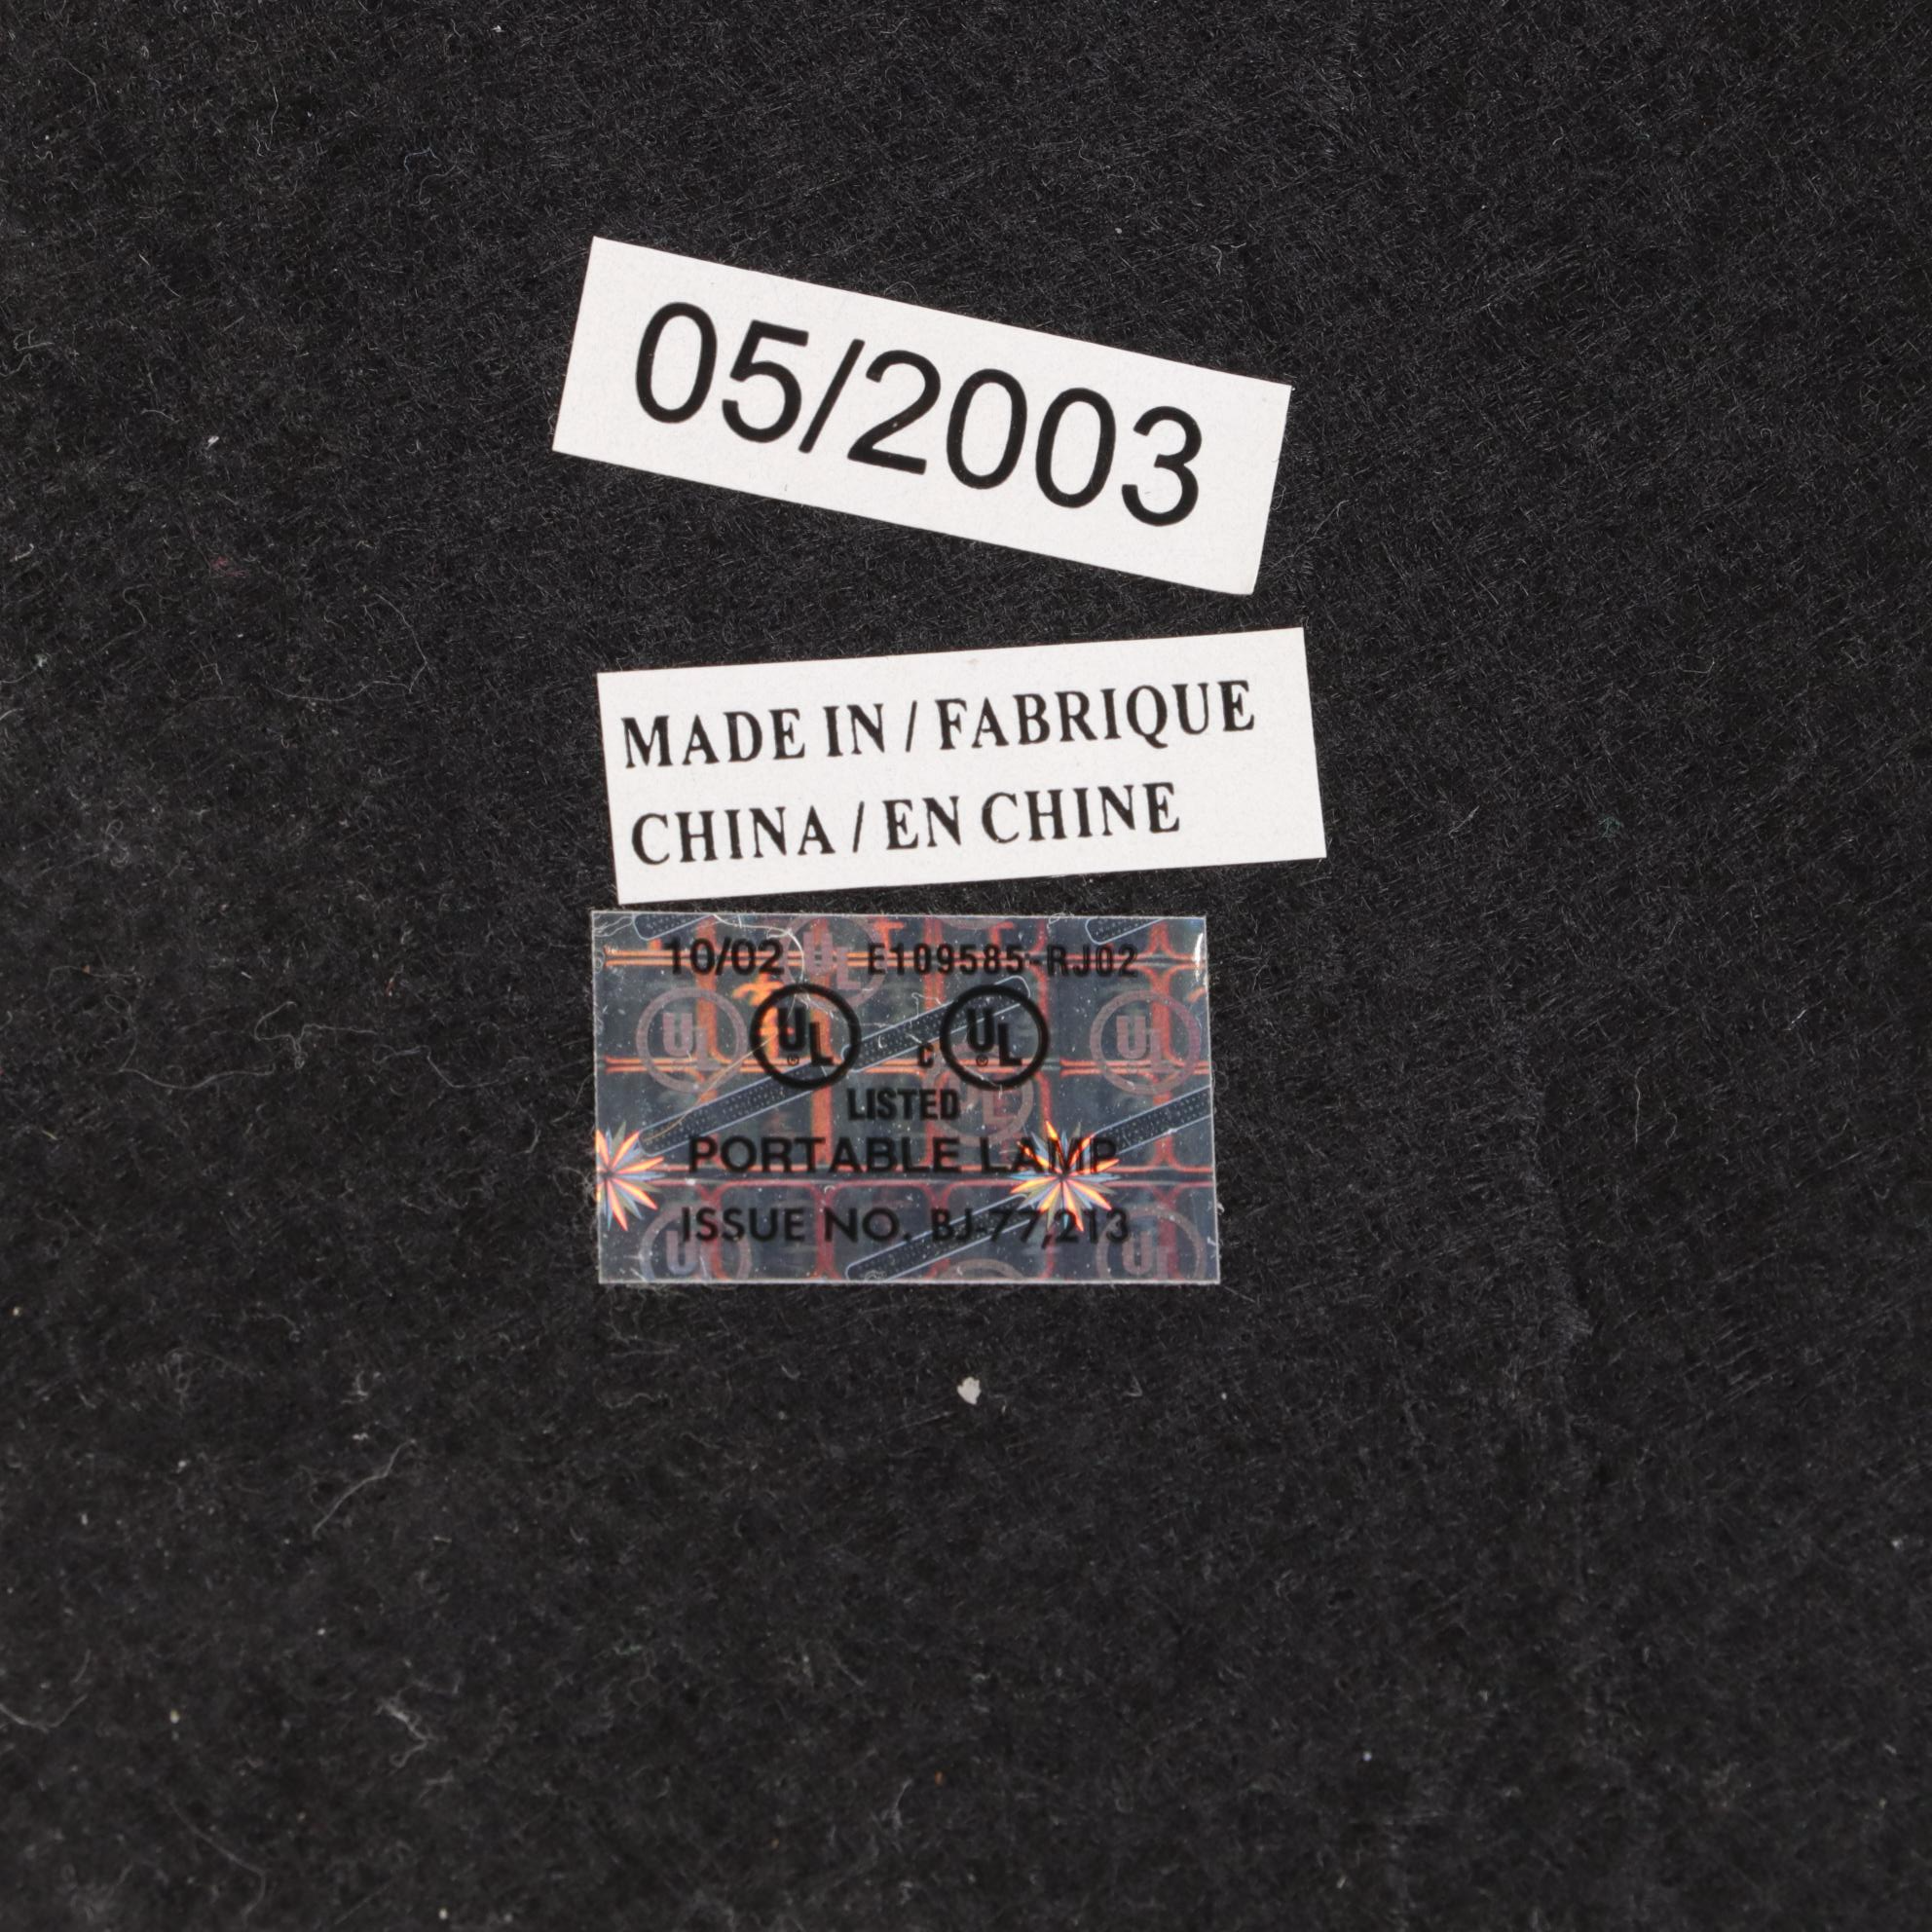 05/2003
MADE IN / FABRIQUE
CHINA / EN CHINE
10/02 E109585-RJ02
UL c UL
LISTED
PORTABLE LAMP
ISSUE NO. BJ-77,213